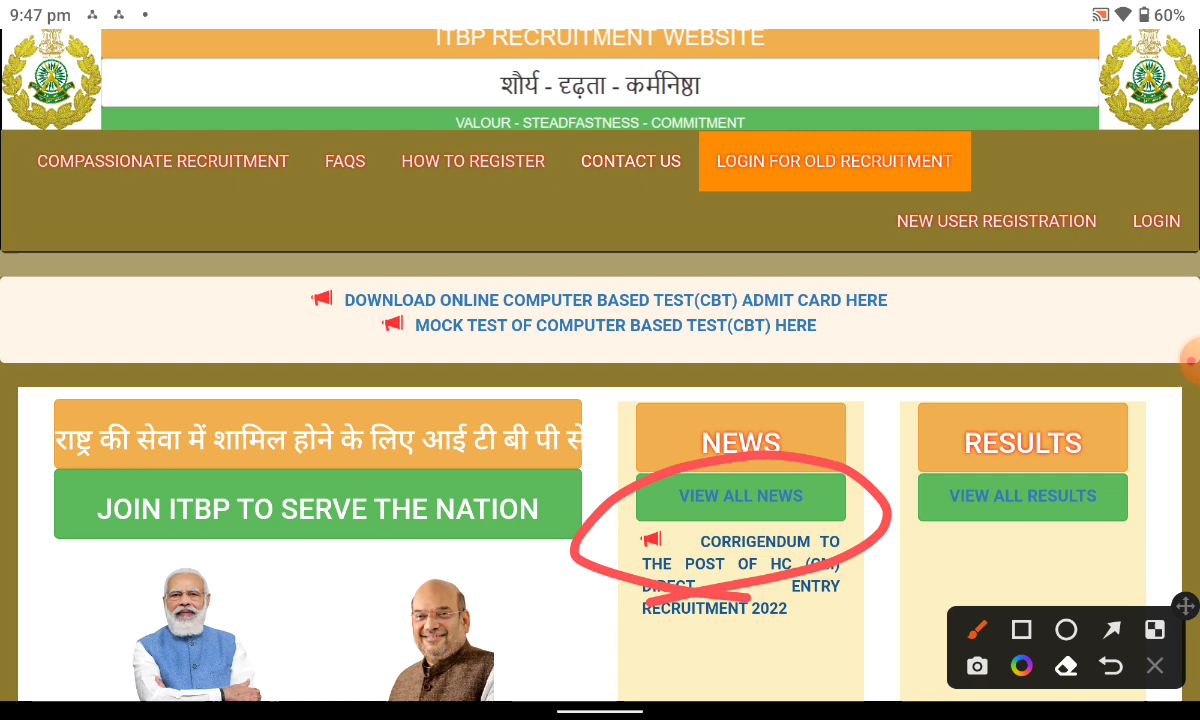 9:47 pm
60%
ITBP RECRUITMENT WEBSITE
शौर्य - दृढ़ता - कर्मनिष्ठा
VALOUR - STEADFASTNESS - COMMITMENT
COMPASSIONATE RECRUITMENT FAQS HOW TO REGISTER CONTACT US LOGIN FOR OLD RECRUITMENT
NEW USER REGISTRATION LOGIN
DOWNLOAD ONLINE COMPUTER BASED TEST(CBT) ADMIT CARD HERE
MOCK TEST OF COMPUTER BASED TEST(CBT) HERE
राष्ट्र की सेवा में शामिल होने के लिए आई टी बी पी से
JOIN ITBP TO SERVE THE NATION
NEWS
VIEW ALL NEWS
CORRIGENDUM TO
THE POST OF HC
DIRECT ENTRY
RECRUITMENT 2022
RESULTS
VIEW ALL RESULTS